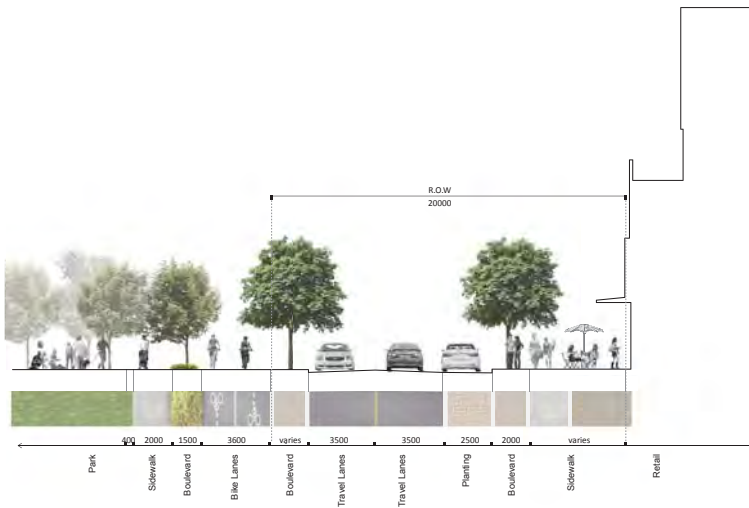 R.O.W
20000
400 2000 1500 3600 varies 3500 3500 2500 2000 varies
Park
Sidewalk
Boulevard
Bike Lanes
Boulevard
Travel Lanes
Travel Lanes
Planting
Boulevard
Sidewalk
Retail